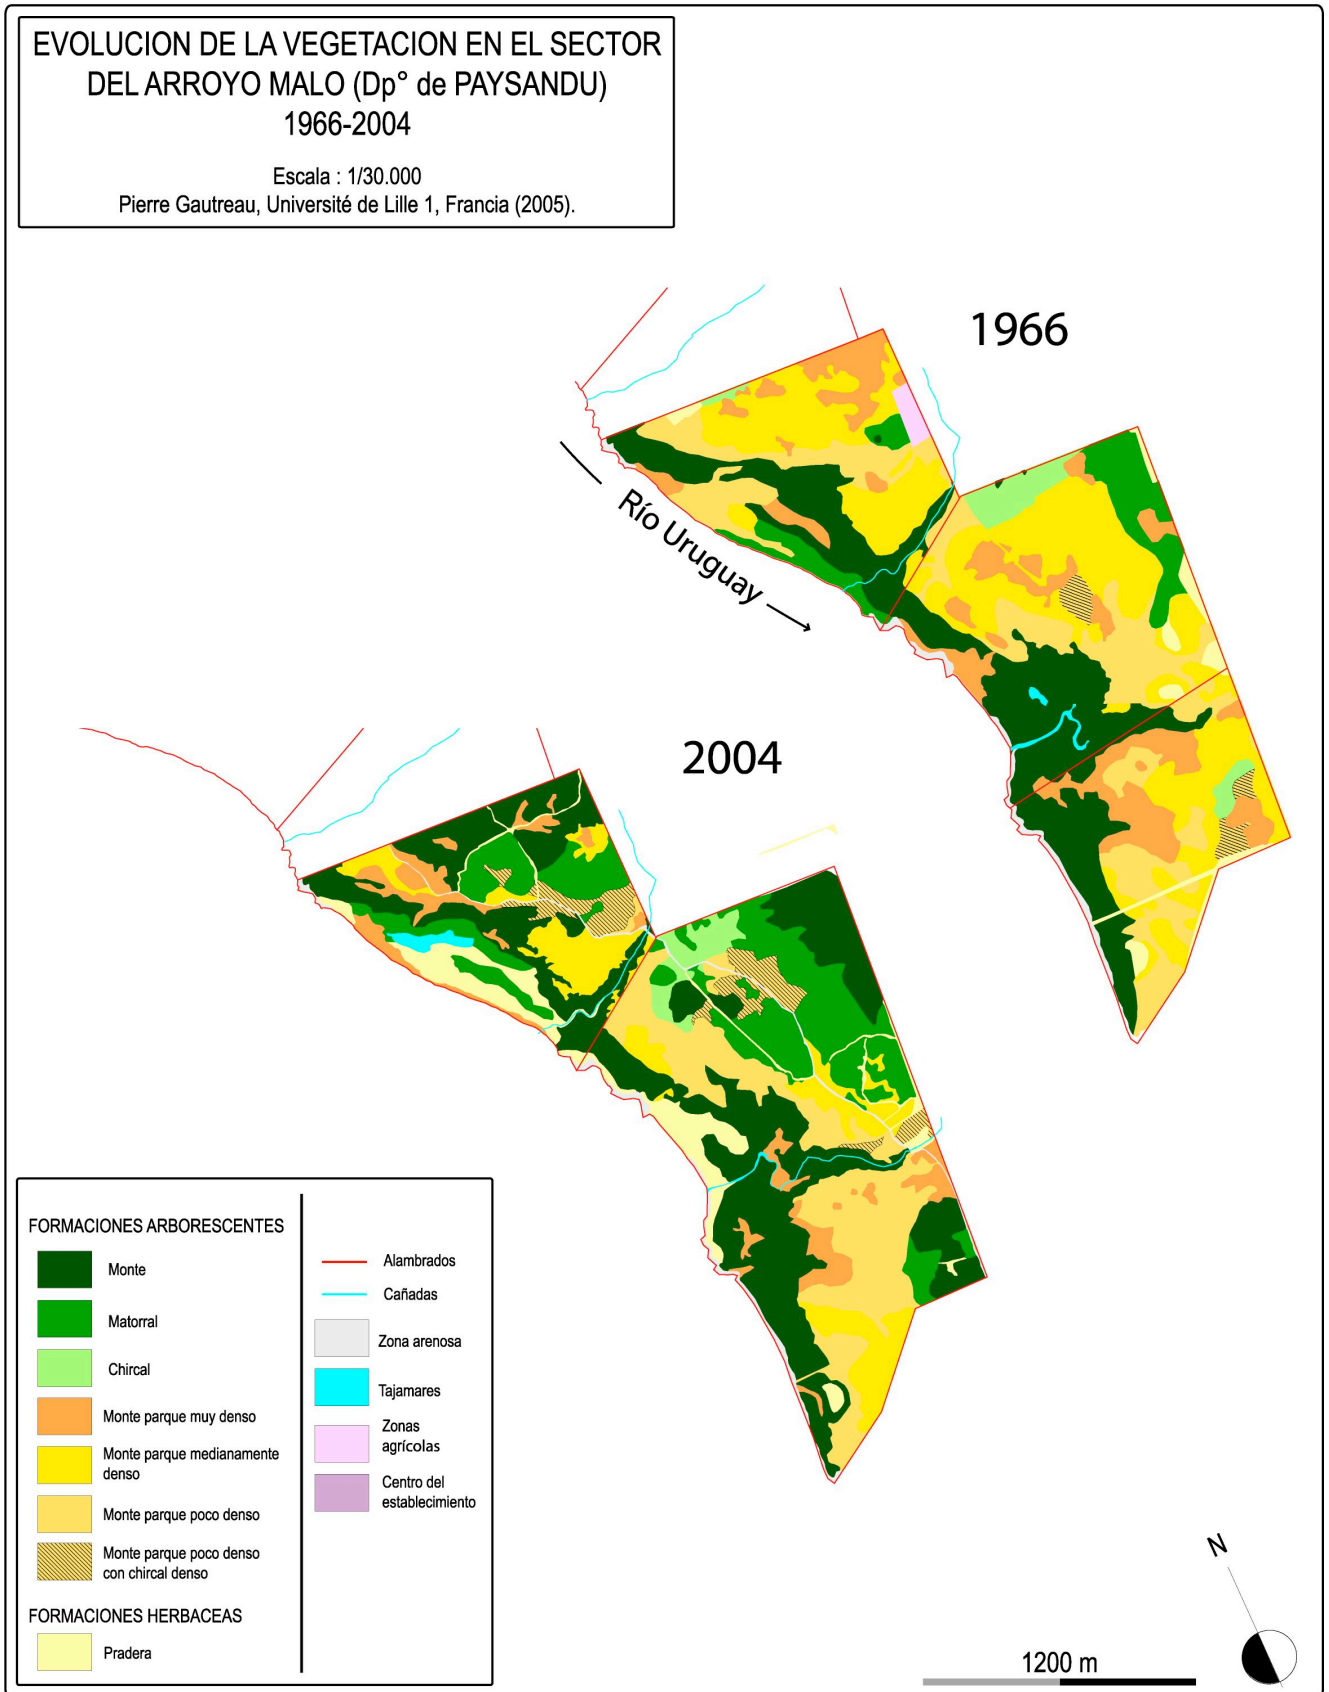 EVOLUCION DE LA VEGETACION EN EL SECTOR
DEL ARROYO MALO (Dp° de PAYSANDU)
1966-2004
Escala : 1/30.000
Pierre Gautreau, Université de Lille 1, Francia (2005).
1966
Río Uruguay
2004
FORMACIONES ARBORESCENTES
Monte
Matorral
Chircal
Monte parque muy denso
Monte parque medianamente
denso
Monte parque poco denso
Monte parque poco denso
con chircal denso
FORMACIONES HERBACEAS
Pradera
Alambrados
Cañadas
Zona arenosa
Tajamares
Zonas
agrícolas
Centro del
establecimiento
N
1200 m